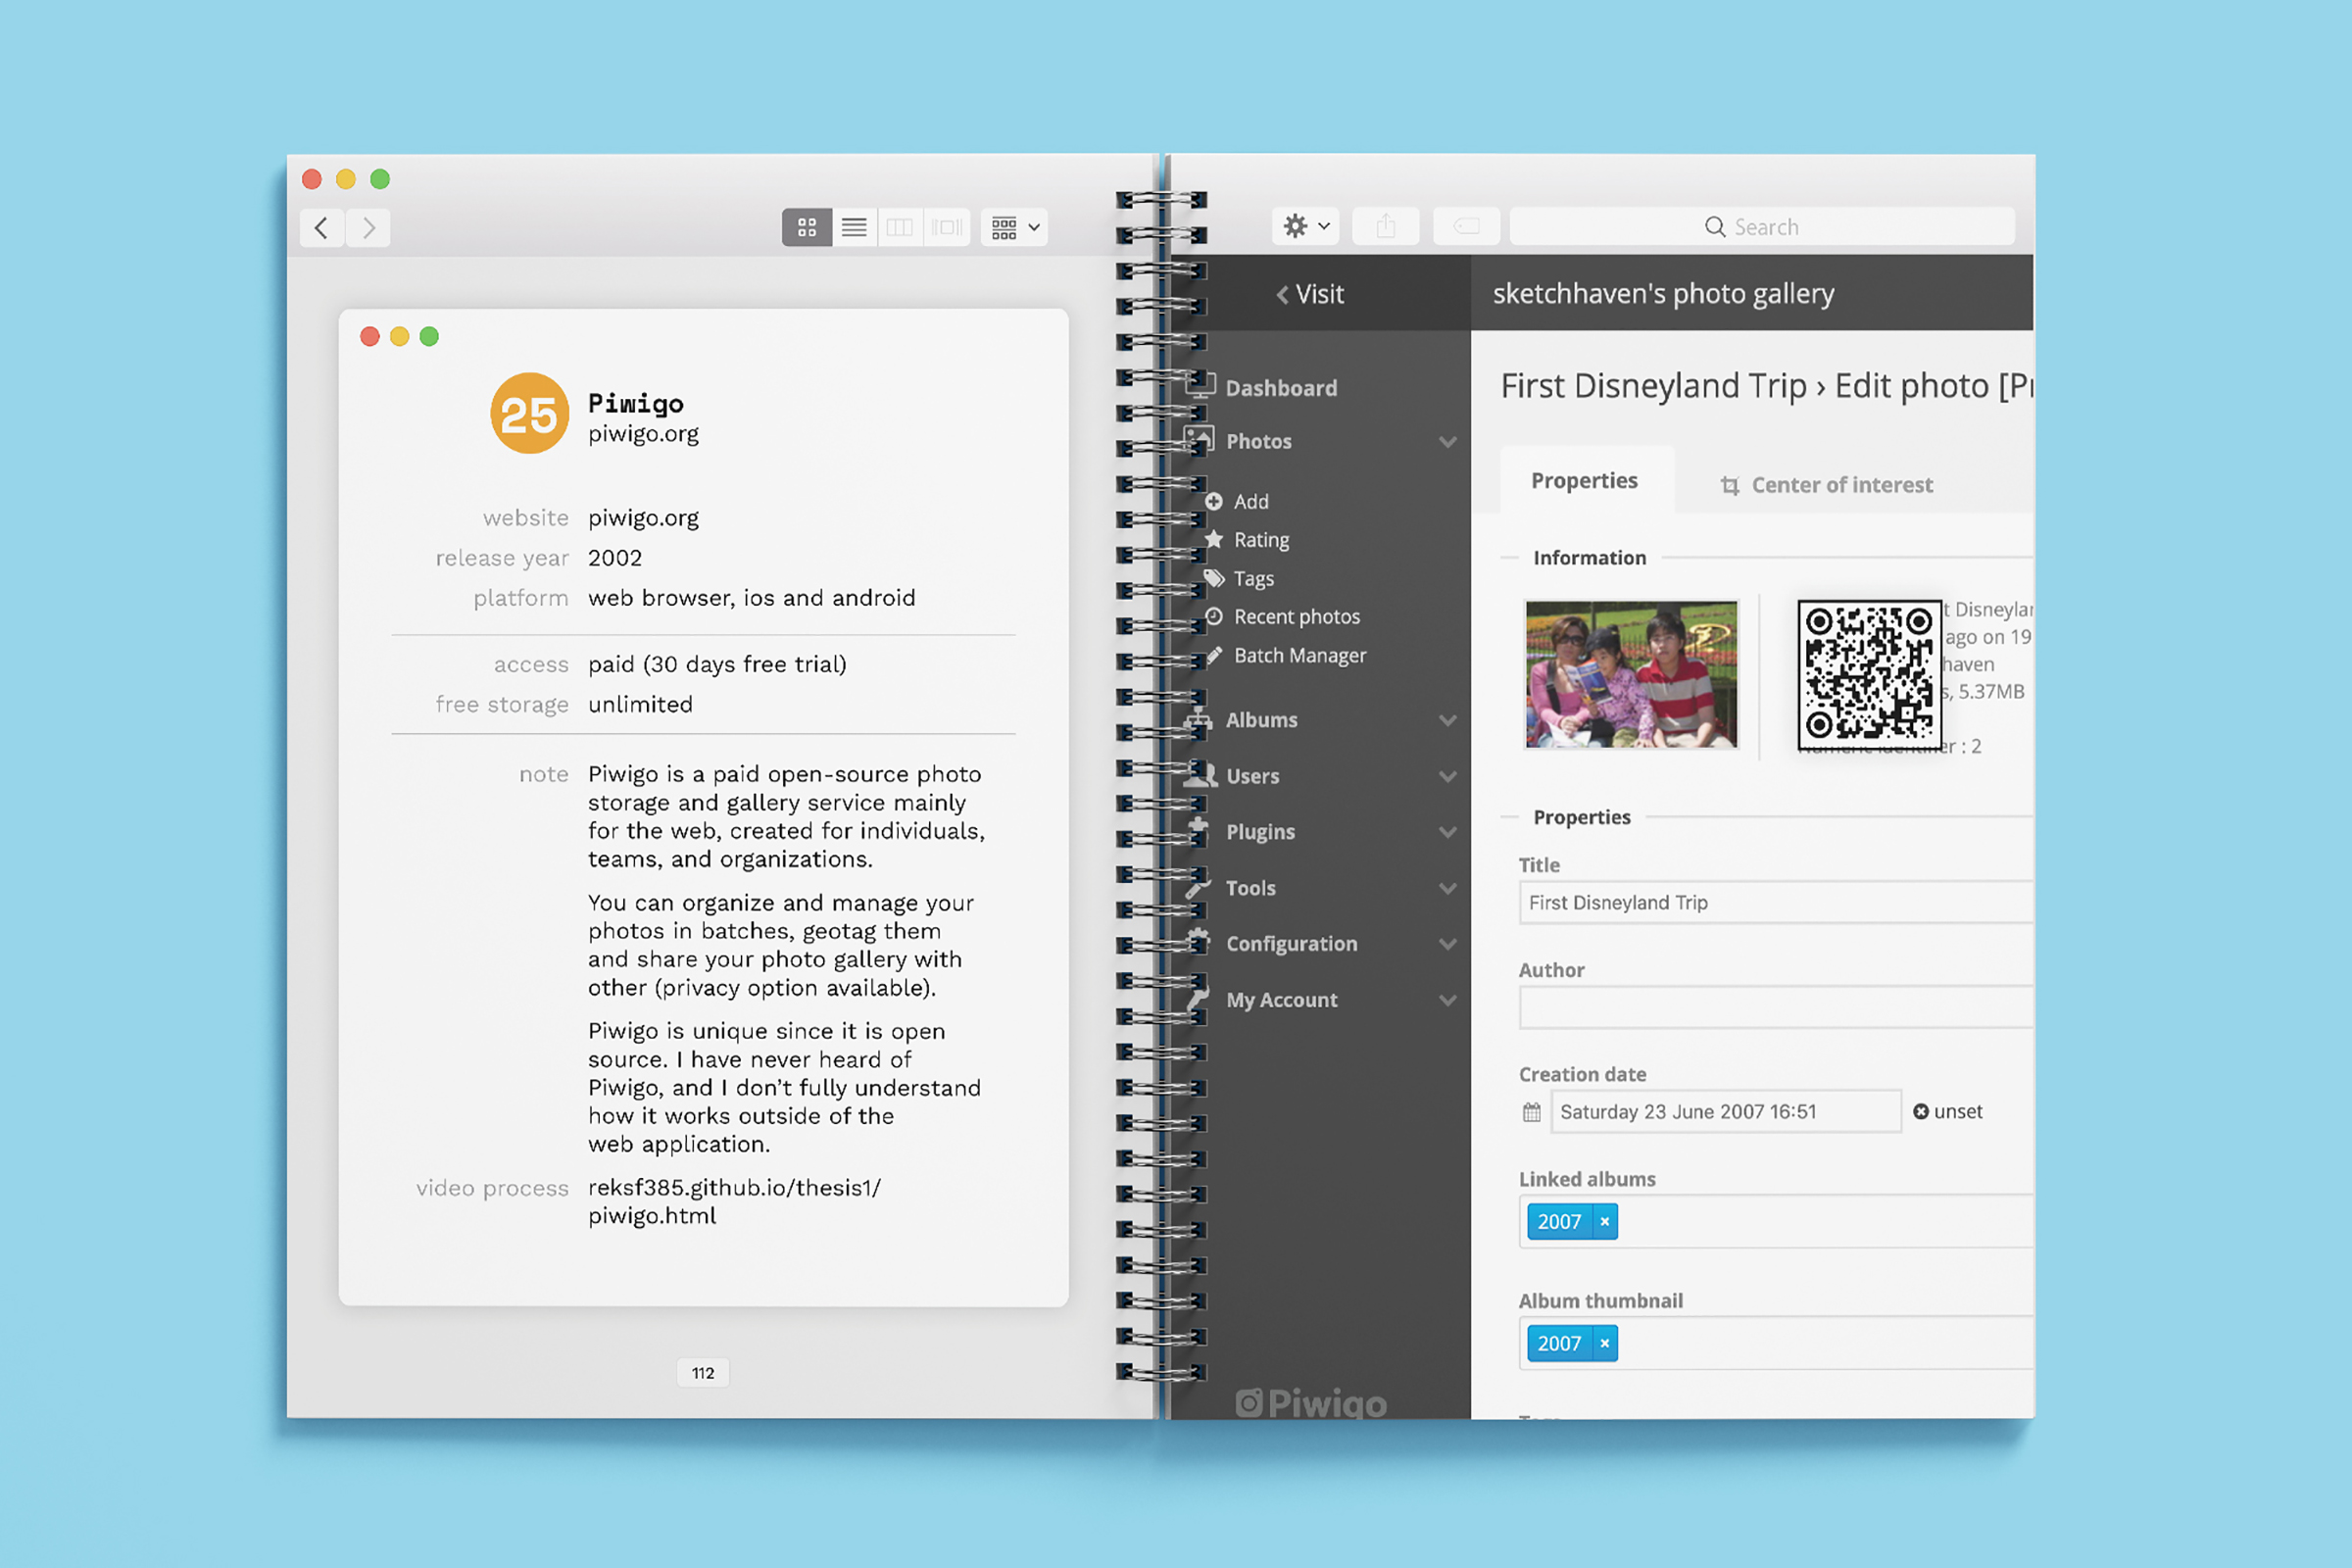 25
Piwigo
piwigo.org
website piwigo.org
release year 2002
platform web browser, ios and android
access paid (30 days free trial)
free storage unlimited
note Piwigo is a paid open-source photo
storage and gallery service mainly
for the web, created for individuals,
teams, and organizations.
You can organize and manage your
photos in batches, geotag them
and share your photo gallery with
other (privacy option available).
Piwigo is unique since it is open
source. I have never heard of
Piwigo, and I don't fully understand
how it works outside of the
web application.
video process reksf385.github.io/thesis1/
piwigo.html
112
Search
Visit
sketchhaven's photo gallery
Dashboard
Photos
Add
Rating
Tags
Recent photos
Batch Manager
Albums
Users
Plugins
Tools
Configuration
My Account
Piwigo
First Disneyland Trip › Edit photo
Properties
Center of interest
Information
ago on 19
haven
5.37MB
: 2
Properties
Title
First Disneyland Trip
Author
Creation date
Saturday 23 June 2007 16:51
unset
Linked albums
2007 ×
Album thumbnail
2007 ×